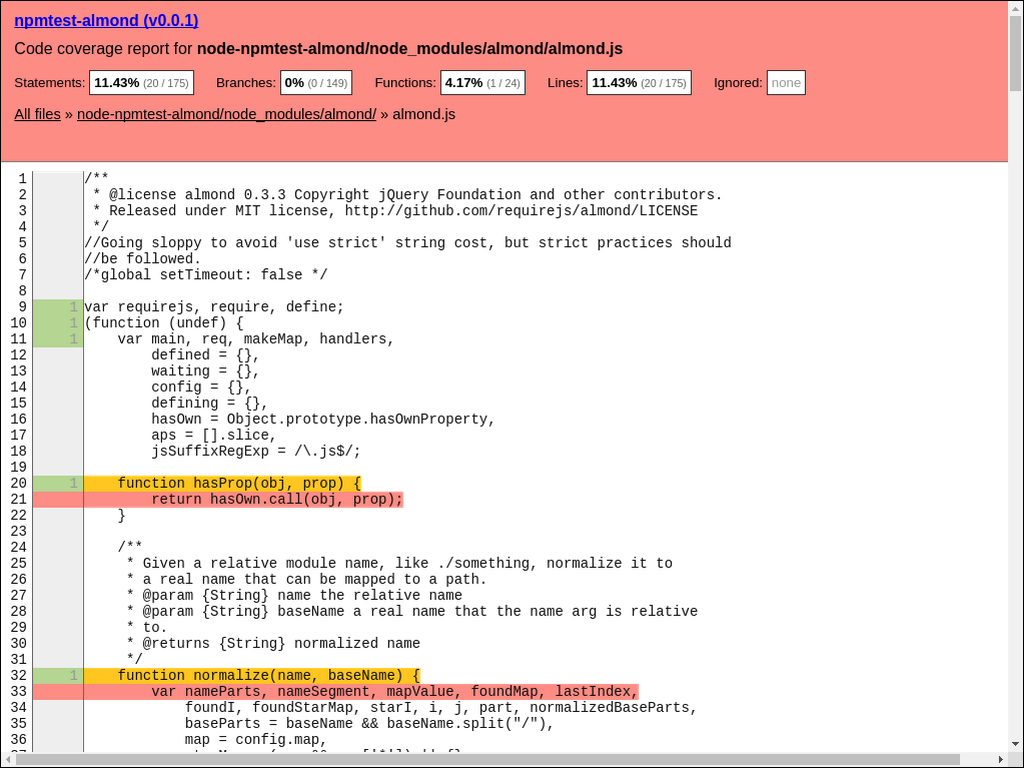 npmtest-almond (v0.0.1)
Code coverage report for node-npmtest-almond/node_modules/almond/almond.js
Statements: 11.43% (20 / 175) Branches: 0% (0 / 149) Functions: 4.17% (1 / 24) Lines: 11.43% (20 / 175) Ignored: none
All files » node-npmtest-almond/node_modules/almond/ » almond.js
1 /**
2  * @license almond 0.3.3 Copyright jQuery Foundation and other contributors.
3  * Released under MIT license, http://github.com/requirejs/almond/LICENSE
4  */
5 //Going sloppy to avoid 'use strict' string cost, but strict practices should
6 //be followed.
7 /*global setTimeout: false */
8
9 1 var requirejs, require, define;
10 1 (function (undef) {
11 1     var main, req, makeMap, handlers,
12         defined = {},
13         waiting = {},
14         config = {},
15         defining = {},
16         hasOwn = Object.prototype.hasOwnProperty,
17         aps = [].slice,
18         jsSuffixRegExp = /\.js$/;
19
20 1     function hasProp(obj, prop) {
21         return hasOwn.call(obj, prop);
22     }
23
24     /**
25      * Given a relative module name, like ./something, normalize it to
26      * a real name that can be mapped to a path.
27      * @param {String} name the relative name
28      * @param {String} baseName a real name that the name arg is relative
29      * to.
30      * @returns {String} normalized name
31      */
32 1     function normalize(name, baseName) {
33         var nameParts, nameSegment, mapValue, foundMap, lastIndex,
34             foundI, foundStarMap, starI, i, j, part, normalizedBaseParts,
35             baseParts = baseName && baseName.split("/"),
36             map = config.map,